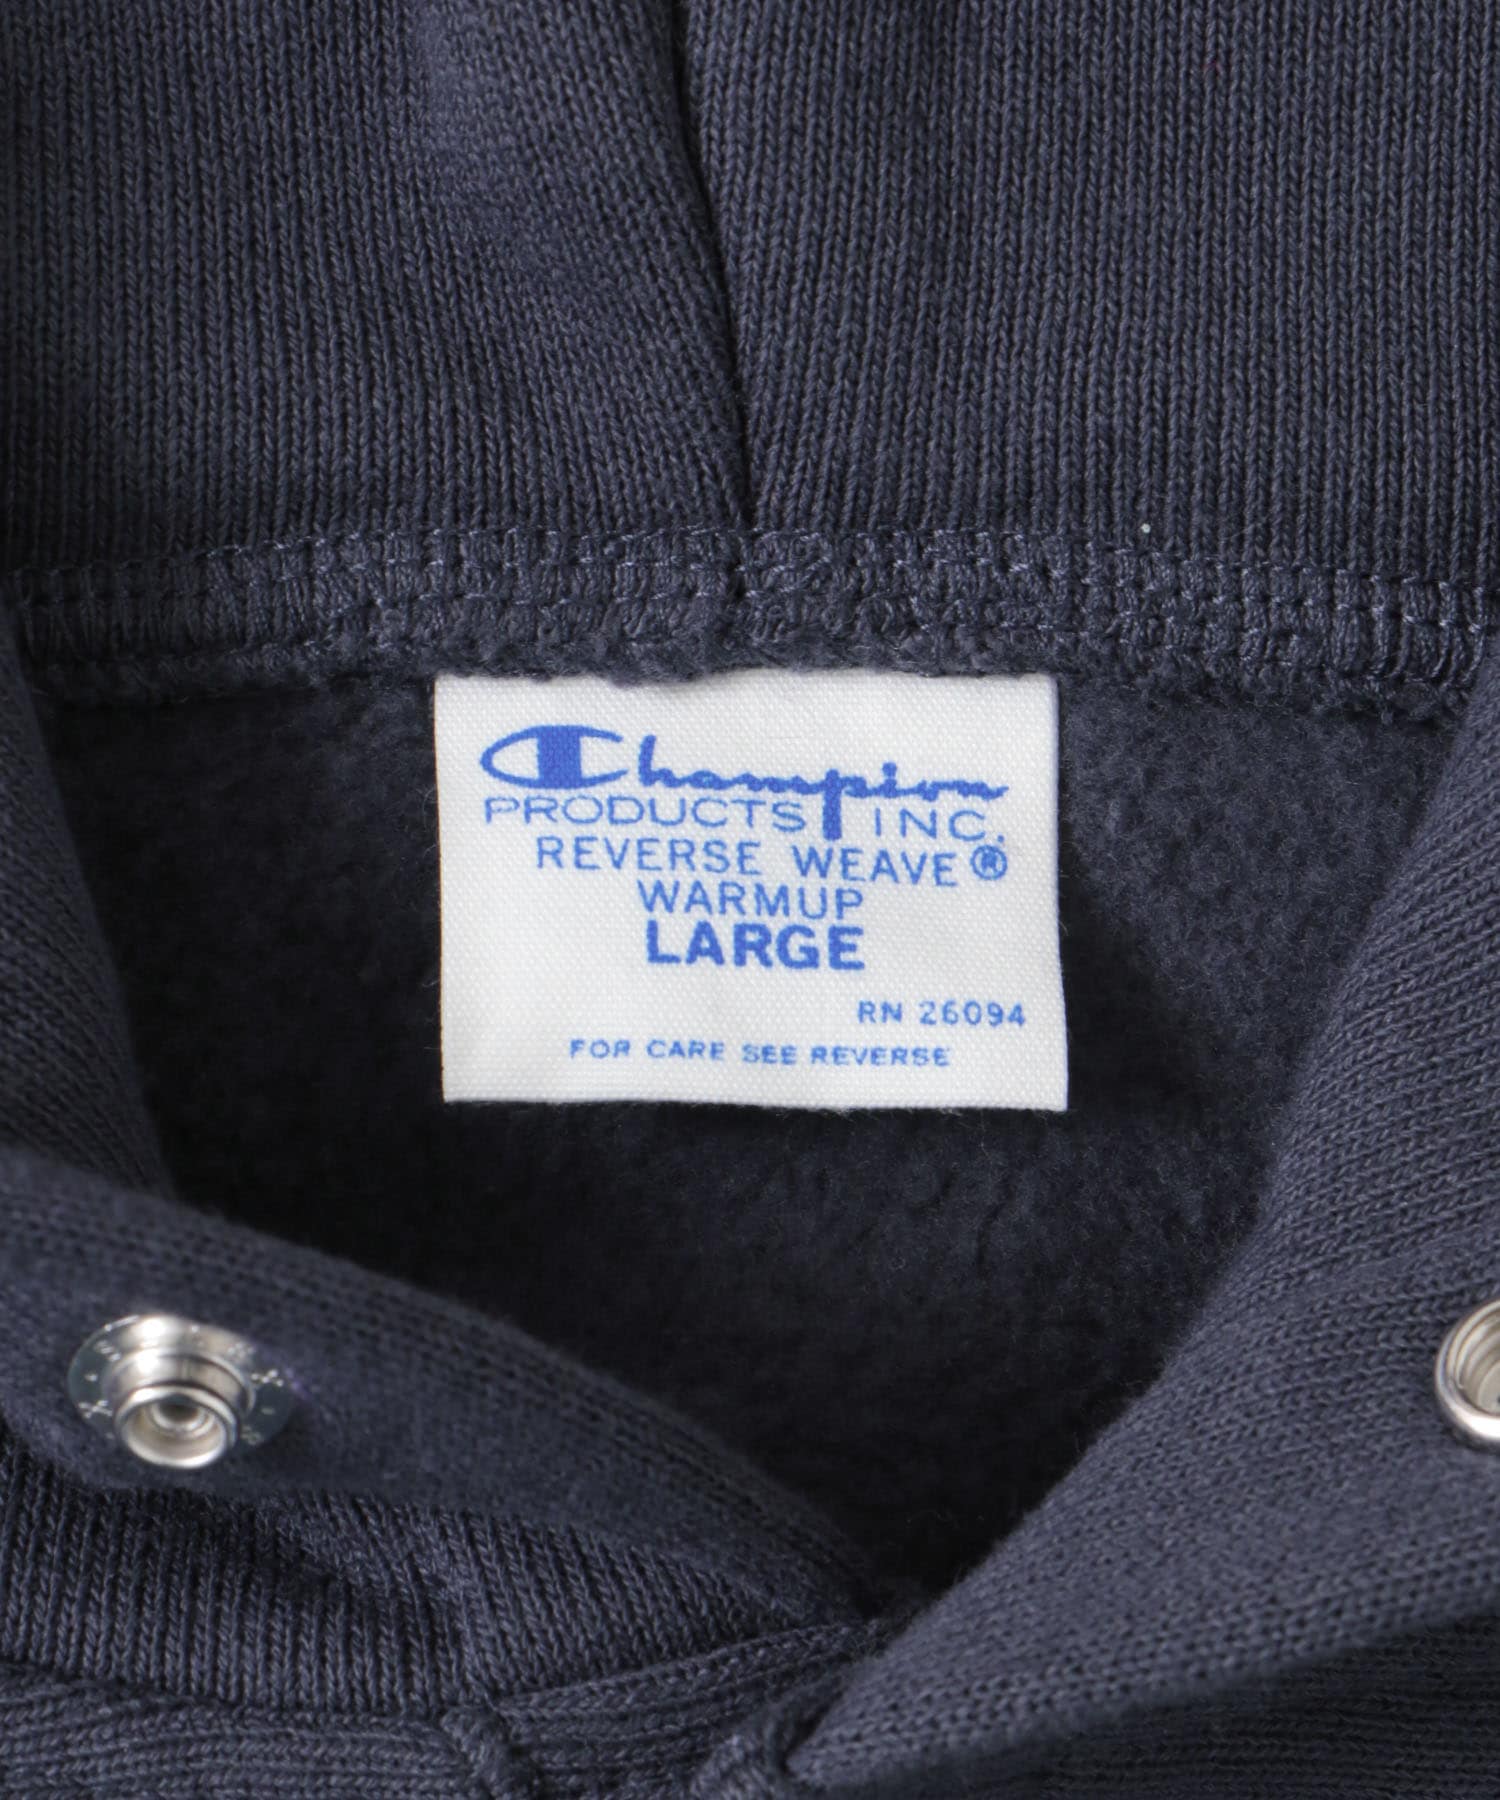 Champion
PRODUCTS INC.
REVERSE WEAVE®
WARMUP
LARGE
RN 26094
FOR CARE SEE REVERSE